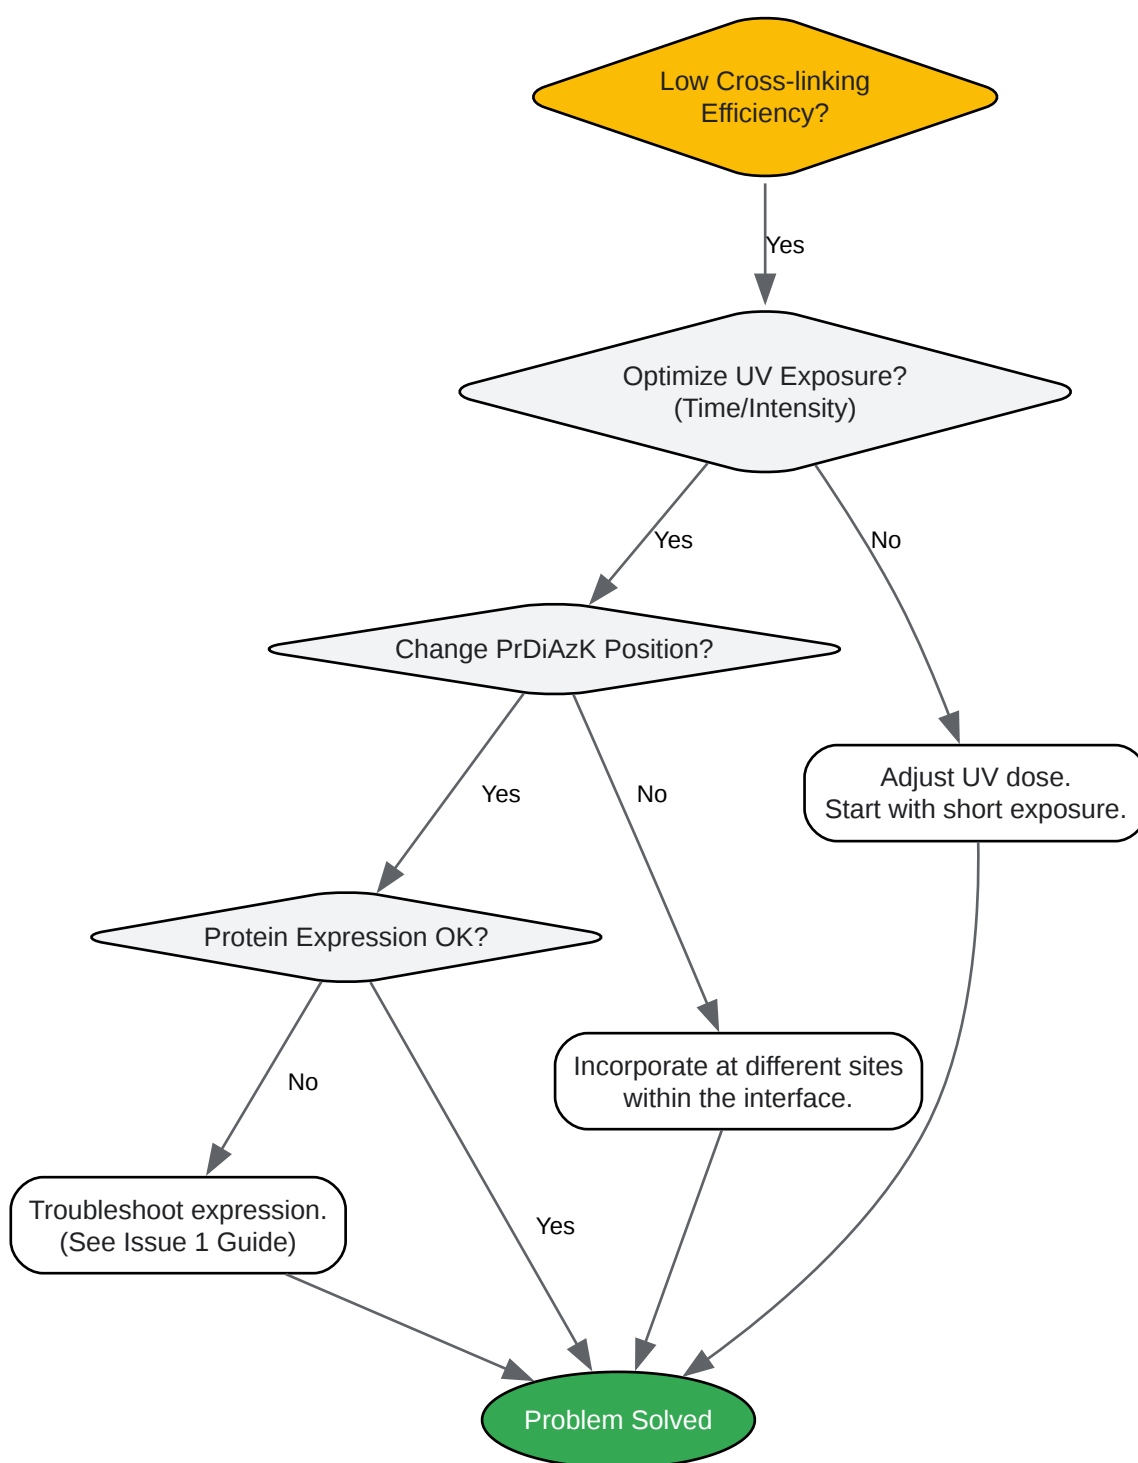 Low Cross-linking
Efficiency?
Yes
Optimize UV Exposure?
(Time/Intensity)
Yes
No
Change PrDiAzK Position?
Adjust UV dose.
Start with short exposure.
Yes
No
Protein Expression OK?
Incorporate at different sites
within the interface.
No
Troubleshoot expression.
(See Issue 1 Guide)
Yes
Problem Solved